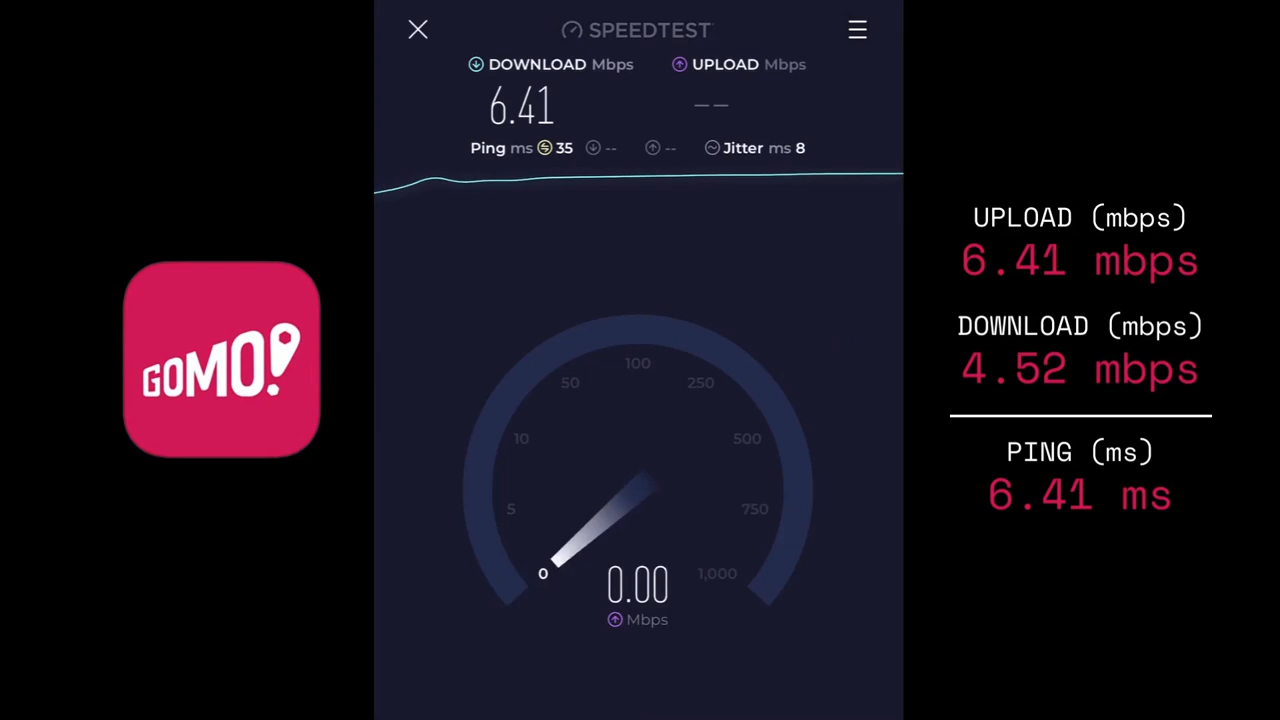 GOMO!
SPEEDTEST
DOWNLOAD Mbps
UPLOAD Mbps
6.41
— —
Ping ms 35 -- -- Jitter ms 8
100
50
250
10
500
5
750
0
1,000
0.00
Mbps
UPLOAD (mbps)
6.41 mbps
DOWNLOAD (mbps)
4.52 mbps
PING (ms)
6.41 ms